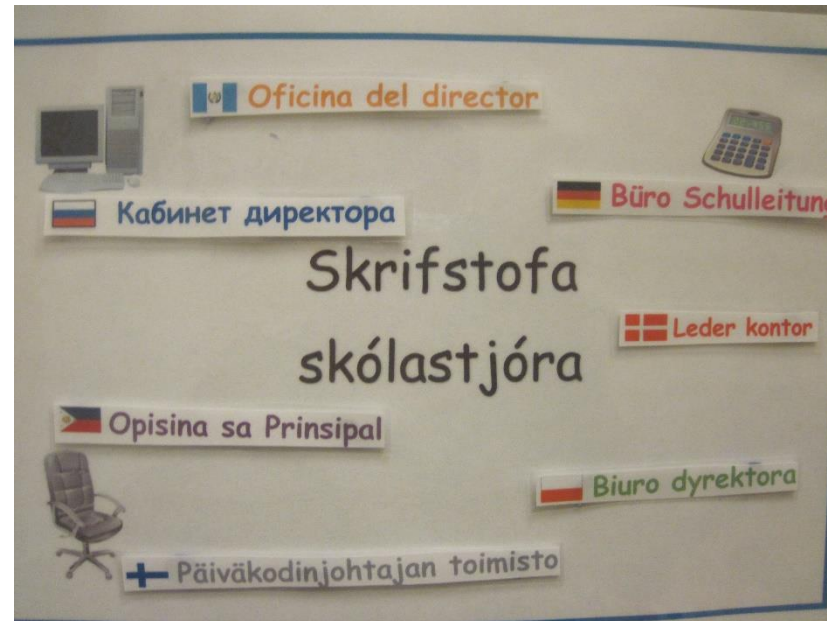 Oficina del director
Büro Schulleitung
Кабинет директора
Skrifstofa
skólastjóra
Leder kontor
Opisina sa Prinsipal
Biuro dyrektora
Päiväkodinjohtajan toimisto